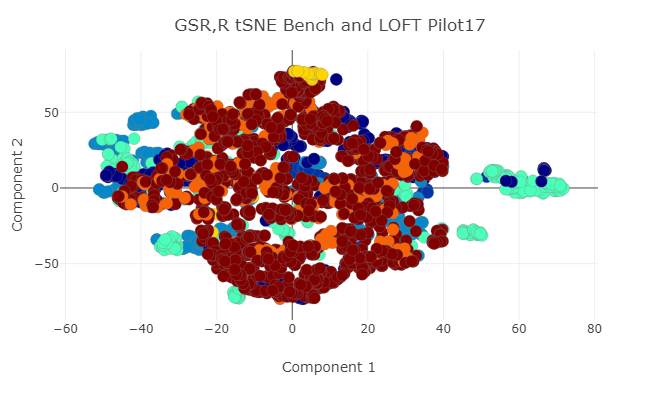 GSR,R tSNE Bench and LOFT Pilot17
Component 2
50
0
−50
−60 −40 −20 0 20 40 60 80
Component 1